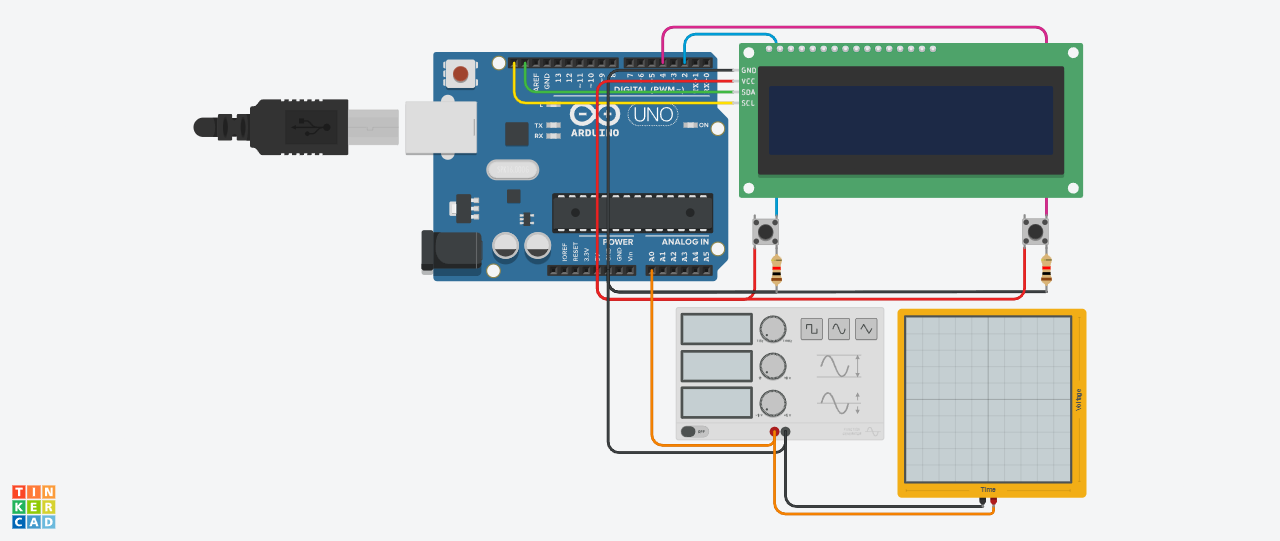 AREF
GND
13
12
~11
~10
~9
8
7
~6
~5
4
~3
2
TX→1
RX←0
DIGITAL (PWM~)
L
TX
RX
ARDUINO
UNO
ON
GND
VCC
SDA
SCL
POWER
ANALOG IN
IOREF
RESET
3.3V
GND
Vin
A0
A1
A2
A3
A4
A5
OFF
Voltage
Time
TIN
KER
CAD